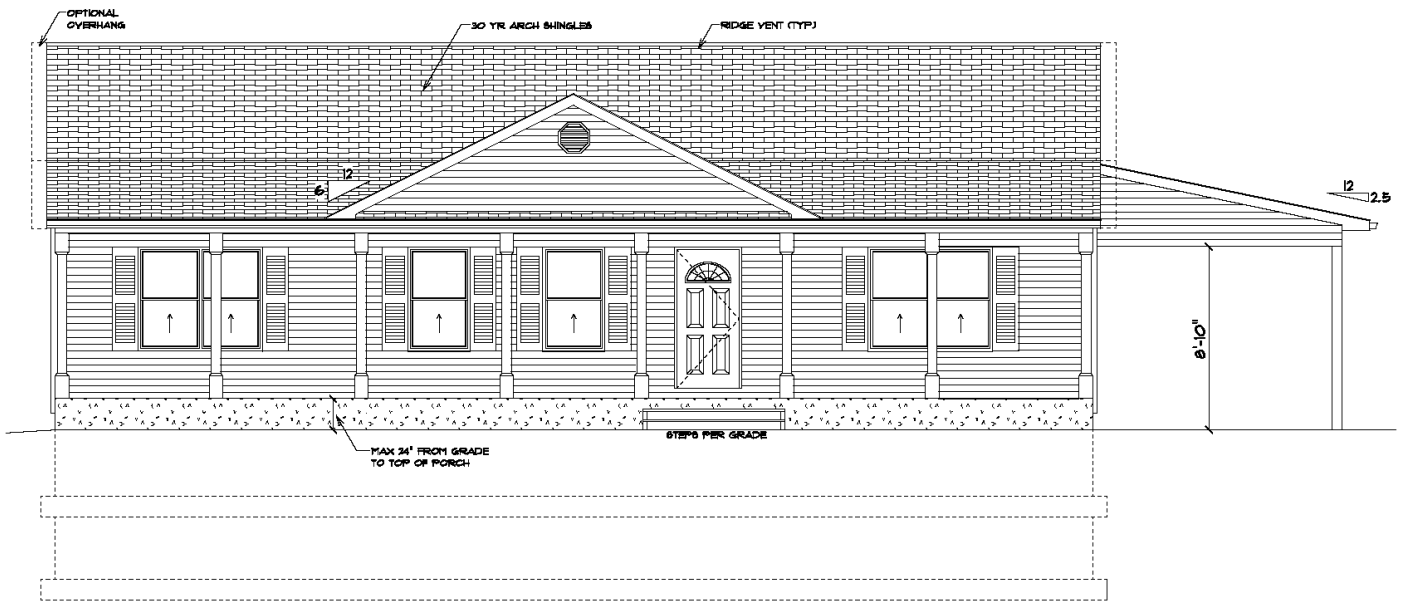 OPTIONAL
OVERHANG
30 YR ARCH SHINGLES
RIDGE VENT (TYP.)
12
6
12
2.5
8'-10"
STEPS PER GRADE
MAX 24" FROM GRADE
TO TOP OF PORCH